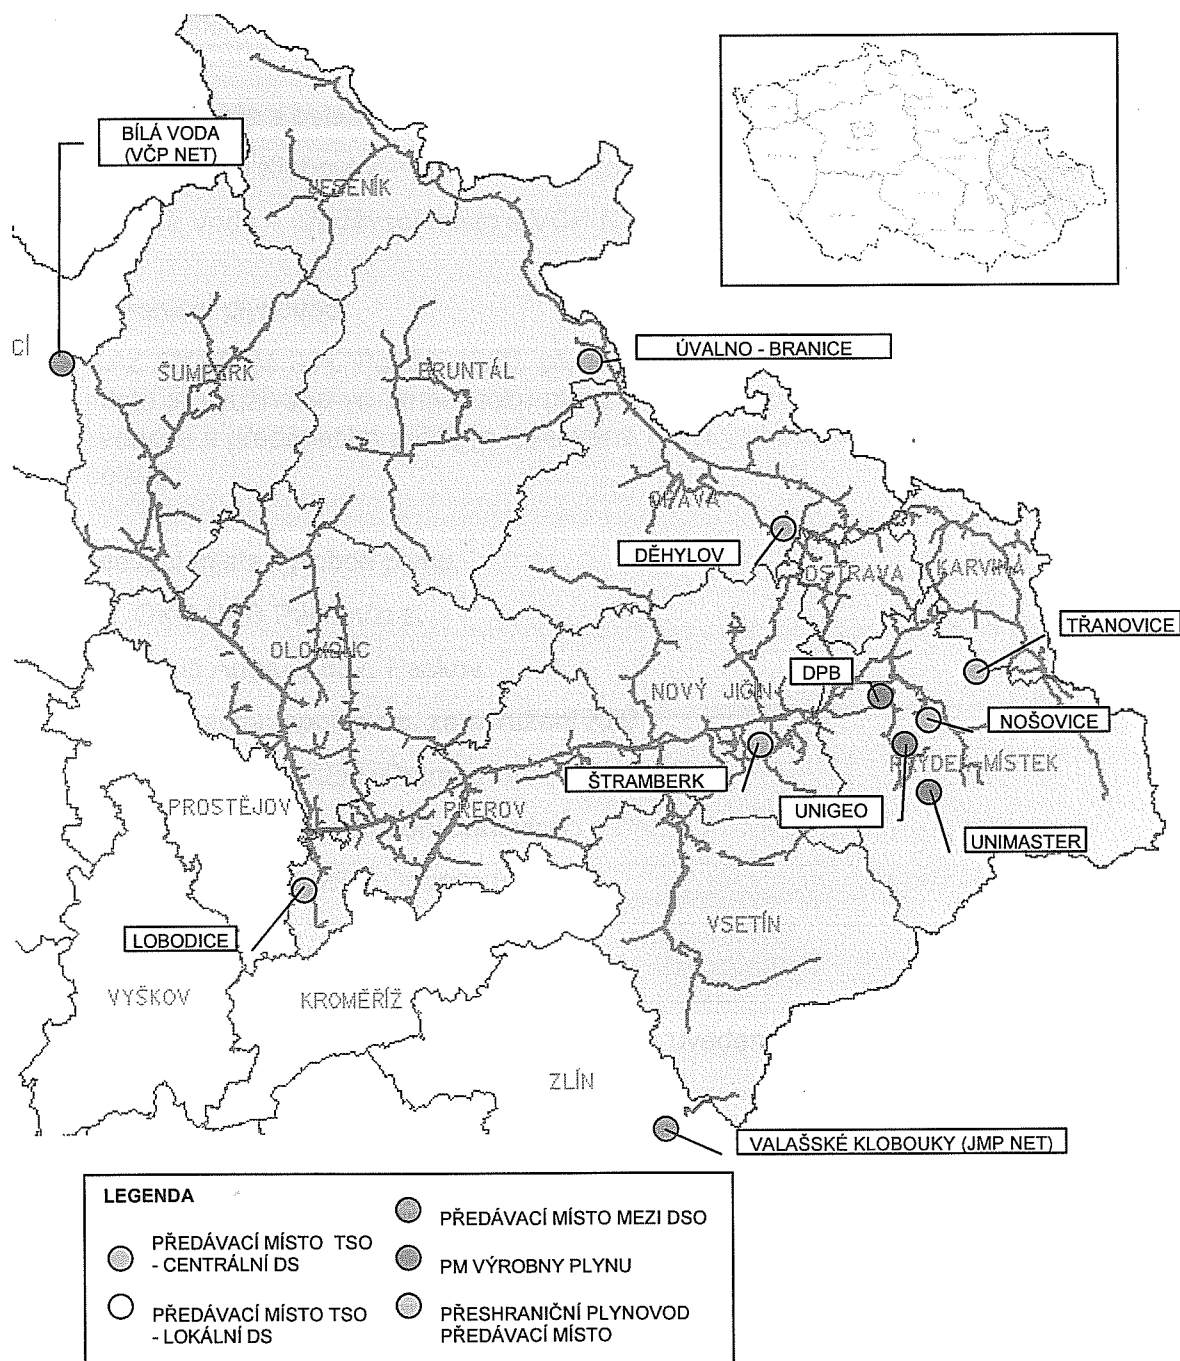 BÍLÁ VODA
(VČP NET)
JESENÍK
CÍ
ŠUMPERK
BRUNTÁL
ÚVALNO - BRANICE
OPAVA
DĚHYLOV
OSTRAVA
KARVINÁ
TŘANOVICE
OLOMOUC
NOVÝ JIČÍN
DPB
NOŠOVICE
FRÝDEK-MÍSTEK
ŠTRAMBERK
PROSTĚJOV
PŘEROV
UNIGEO
UNIMASTER
LOBODICE
VSETÍN
VYŠKOV
KROMĚŘÍŽ
ZLÍN
VALAŠSKÉ KLOBOUKY (JMP NET)
LEGENDA
PŘEDÁVACÍ MÍSTO TSO
- CENTRÁLNÍ DS
PŘEDÁVACÍ MÍSTO TSO
- LOKÁLNÍ DS
PŘEDÁVACÍ MÍSTO MEZI DSO
PM VÝROBNY PLYNU
PŘESHRANIČNÍ PLYNOVOD
PŘEDÁVACÍ MÍSTO